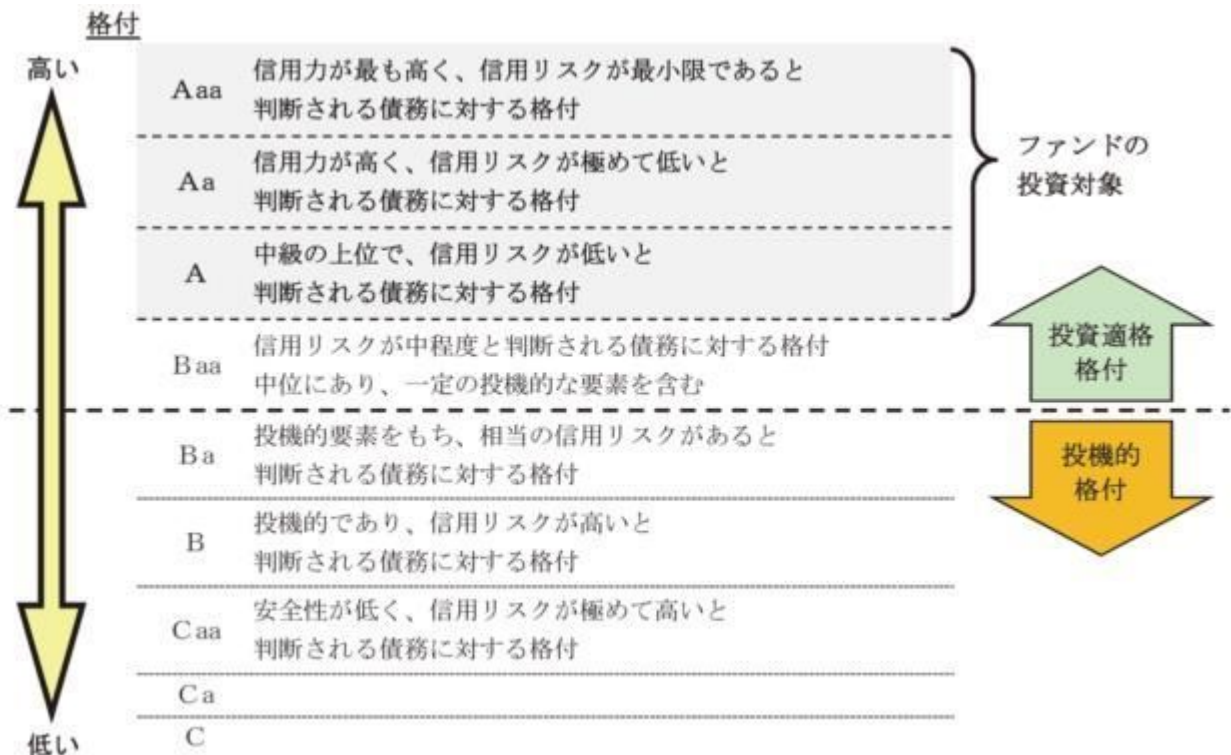 格付
高い
Aaa
信用力が最も高く、信用リスクが最小限であると
判断される債務に対する格付
Aa
信用力が高く、信用リスクが極めて低いと
判断される債務に対する格付
A
中級の上位で、信用リスクが低いと
判断される債務に対する格付
ファンドの
投資対象
Baa
信用リスクが中程度と判断される債務に対する格付
中位にあり、一定の投機的な要素を含む
投資適格
格付
Ba
投機的要素をもち、相当の信用リスクがあると
判断される債務に対する格付
投機的
格付
B
投機的であり、信用リスクが高いと
判断される債務に対する格付
Caa
安全性が低く、信用リスクが極めて高いと
判断される債務に対する格付
Ca
C
低い